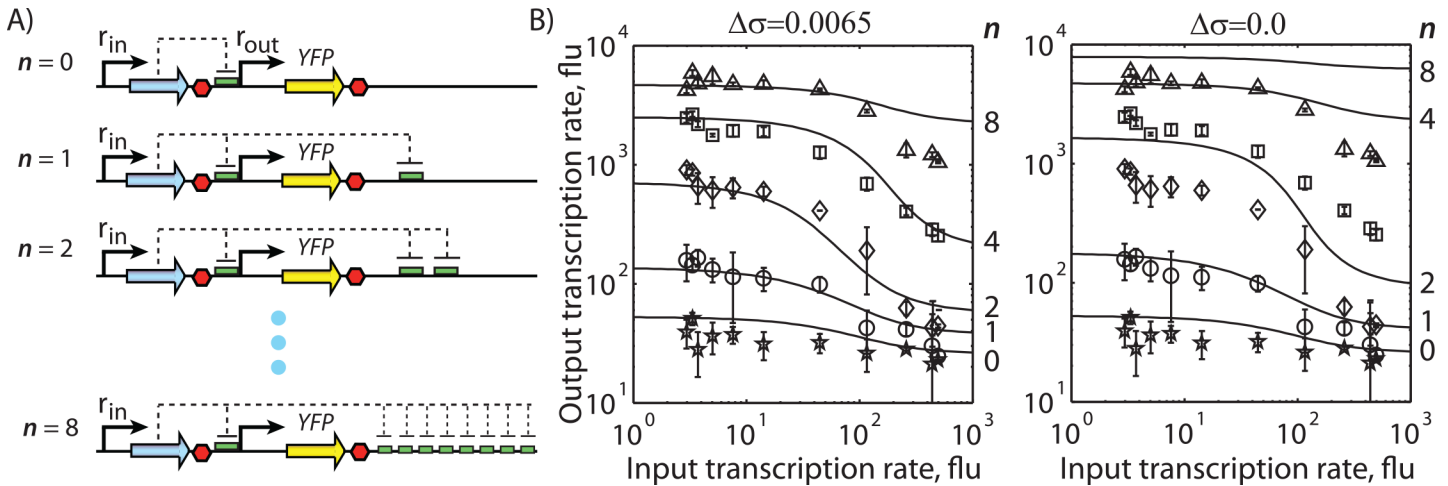 A)
r_in
r_out
YFP
n = 0
r_in
YFP
n = 1
r_in
YFP
n = 2
r_in
YFP
n = 8
B)
Δσ=0.0065
n
Output transcription rate, flu
10^4
10^3
10^2
10^1
8
4
2
1
0
10^0
10^1
10^2
10^3
Input transcription rate, flu
Δσ=0.0
n
10^4
10^3
10^2
10^1
8
4
2
1
0
10^0
10^1
10^2
10^3
Input transcription rate, flu